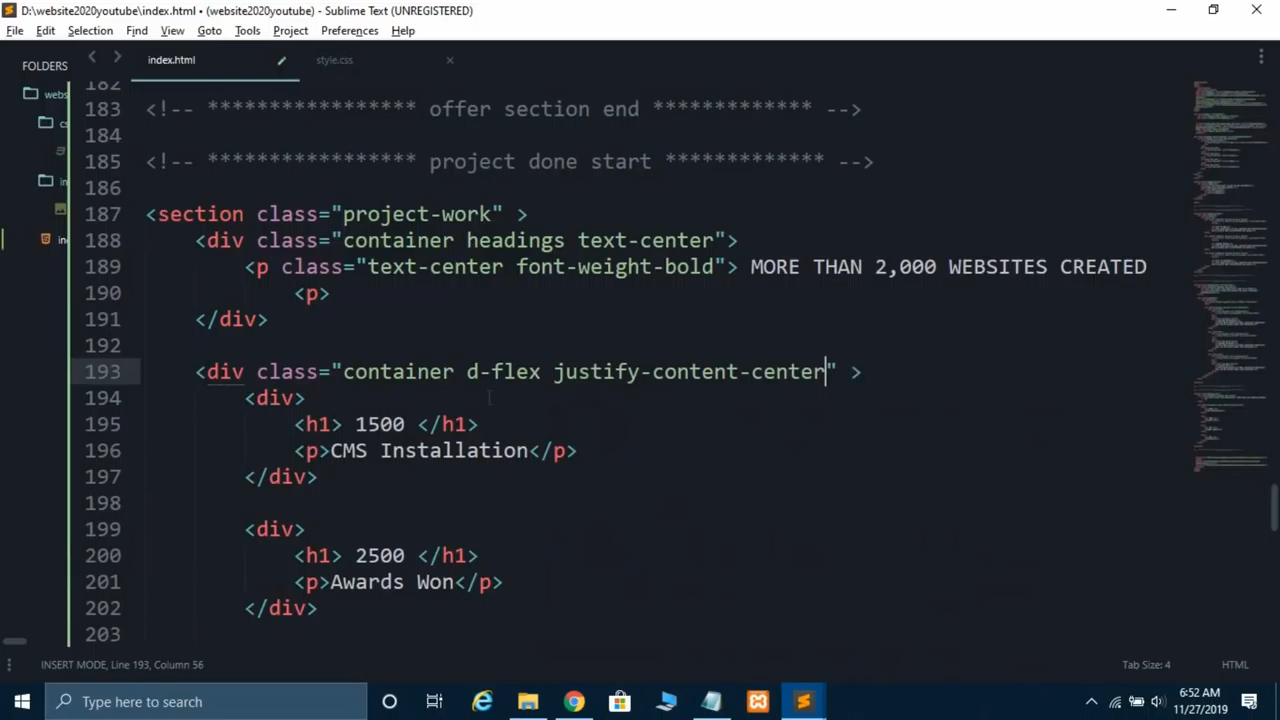 D:\website2020youtube\index.html • (website2020youtube) - Sublime Text (UNREGISTERED)
File Edit Selection Find View Goto Tools Project Preferences Help
FOLDERS
index.html
style.css
webs
cs
in
inc
182
183 <!-- ***************** offer section end ************* -->
184
185 <!-- ***************** project done start ************* -->
186
187 <section class="project-work" >
188 <div class="container headings text-center">
189 <p class="text-center font-weight-bold"> MORE THAN 2,000 WEBSITES CREATED
190 <p>
191 </div>
192
193 <div class="container d-flex justify-content-center" >
194 <div>
195 <h1> 1500 </h1>
196 <p>CMS Installation</p>
197 </div>
198
199 <div>
200 <h1> 2500 </h1>
201 <p>Awards Won</p>
202 </div>
203
INSERT MODE, Line 193, Column 56
Tab Size: 4
HTML
Type here to search
6:52 AM
11/27/2019